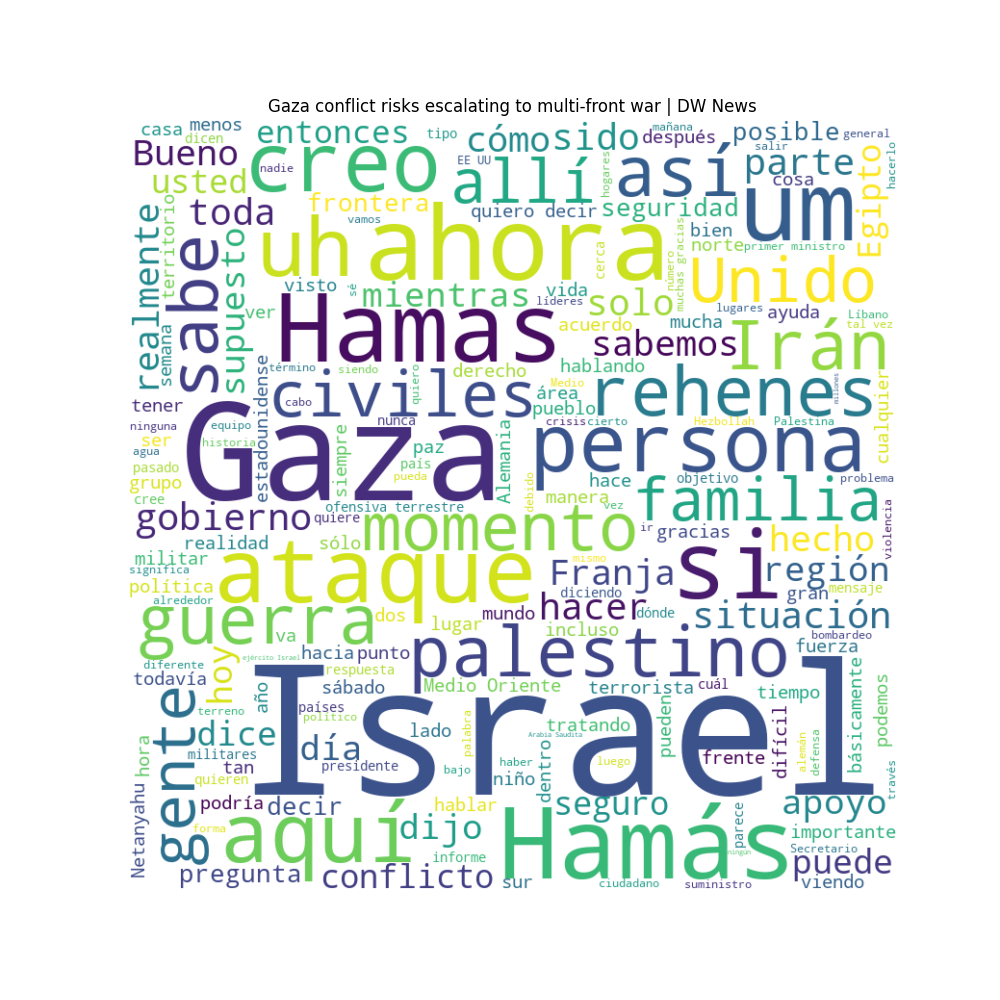 Gaza conflict risks escalating to multi-front war | DW News
casa menos entonces tipo cómo sido mañana después posible general
dicen Bueno nadie creo EE UU allí hogares así parte salir cosa hacerlo
usted toda frontera quiero decir seguridad um Egipto
realmente territorio sabe supuesto uh vamos ahora cerca número muchas gracias bien norte primer ministro
ver visto sé mientras líderes vida solo Unido lugares ayuda Líbano
semana Hamas acuerdo mucha tal vez
término siendo derecho hablando sabemos Irán
estadounidense civiles quiero Medio área rehenes millones cualquier
tener cabo nunca pueblo crisis cierto Hezbollah Palestina
ninguna equipo Gaza persona
ser historia siempre paz Alemania
agua país hace objetivo problema
pasado pueda debido
grupo manera familia
cree ofensiva terrestre vez
gobierno quiere momento ir gracias hecho violencia
realidad sólo
militar ataque mismo Franja si región
significa diciendo mensaje
política gran
alrededor dos mundo hacer dónde situación
guerra lugar incluso
va punto palestino bombardeo
hoy hacia fuerza
diferente ejército Israel respuesta
todavía año sábado Medio Oriente terrorista cuál tiempo
gente países Israel pueden podemos
terreno político tratando difícil básicamente
dice día lado palabra Arabia Saudita alemán defensa
hora militares presidente bajo haber dentro luego frente
Netanyahu tan quieren niño través
podría decir hablar seguro apoyo
forma aquí dijo Hamás parece importante
informe ningún Secretario
pregunta conflicto sur ciudadano suministro puede
viendo